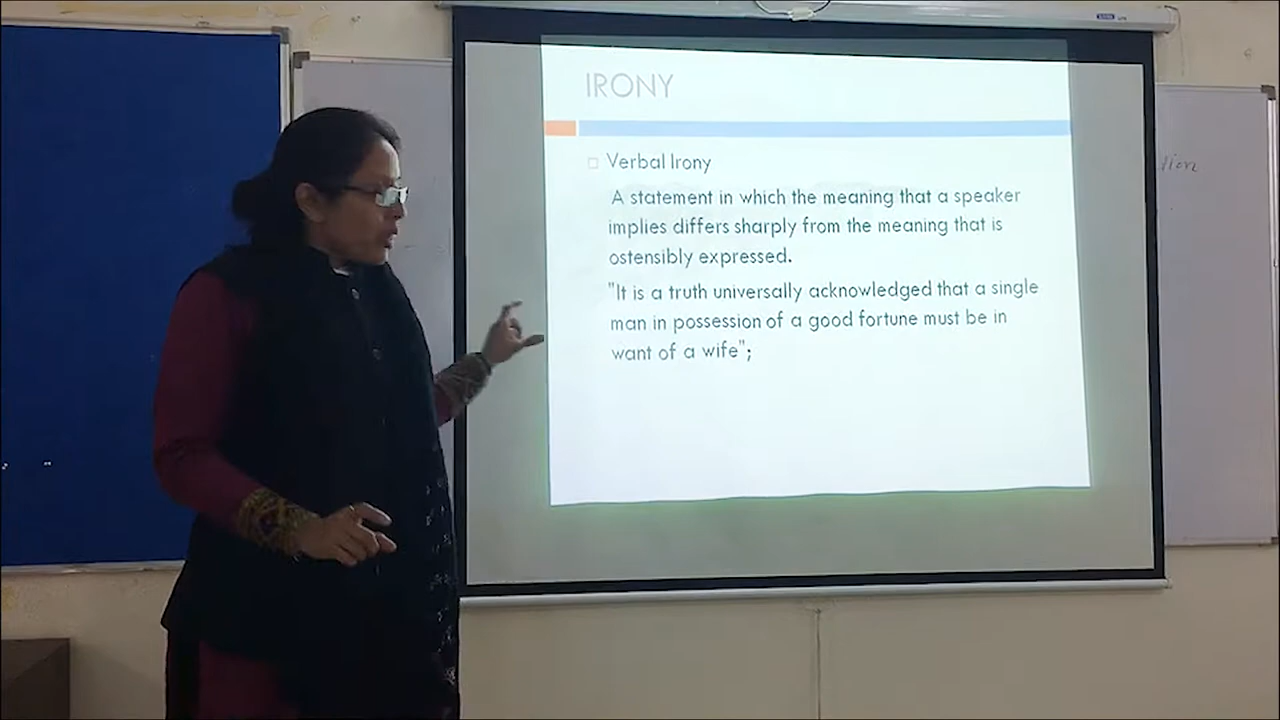 IRONY
Verbal Irony
A statement in which the meaning that a speaker
implies differs sharply from the meaning that is
ostensibly expressed.
"It is a truth universally acknowledged that a single
man in possession of a good fortune must be in
want of a wife";